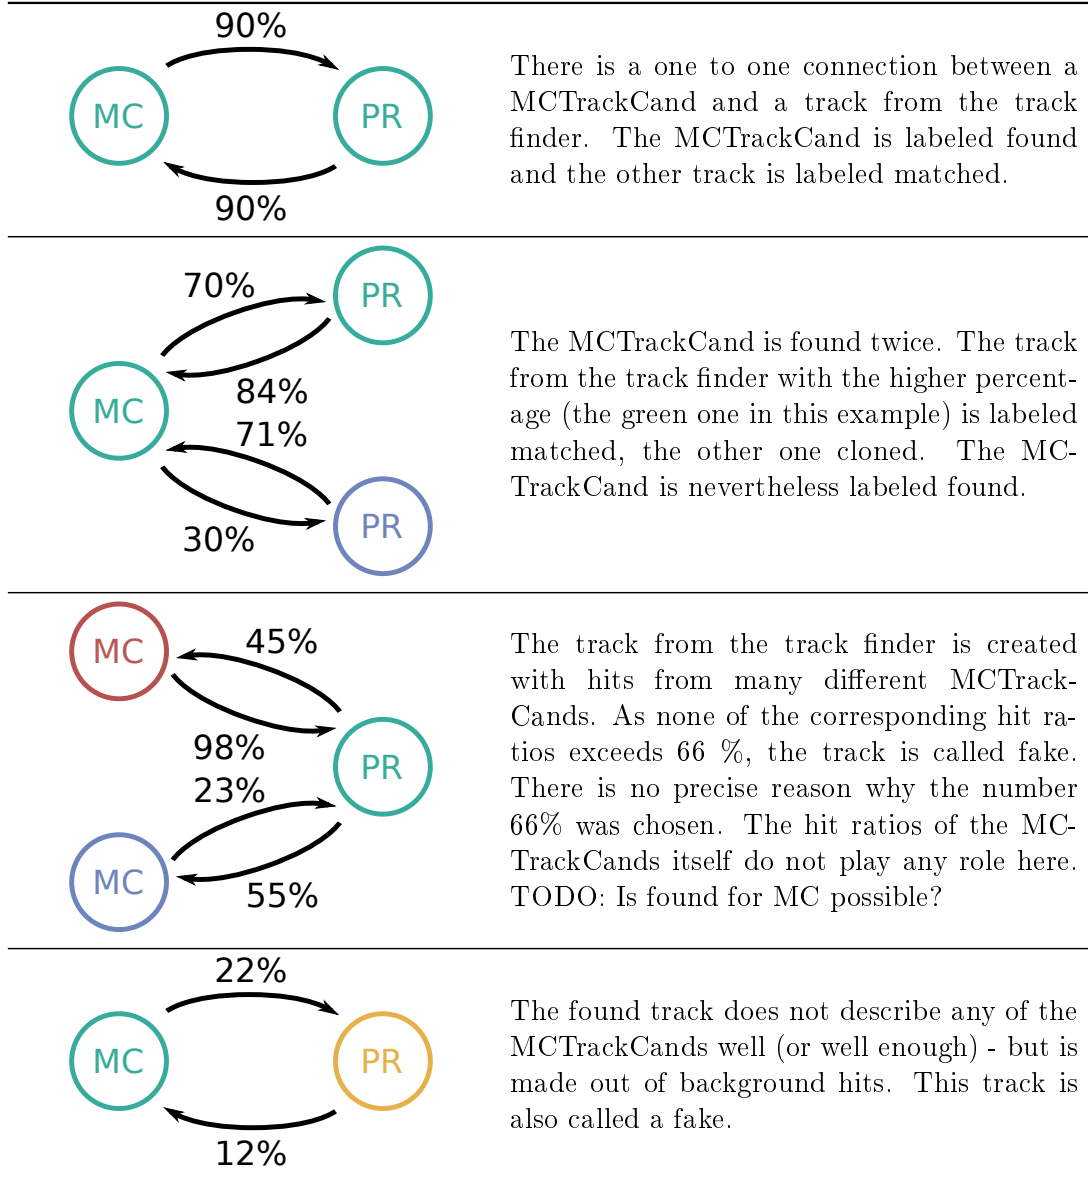 90%
MC
PR
90%
There is a one to one connection between a
MCTrackCand and a track from the track
finder. The MCTrackCand is labeled found
and the other track is labeled matched.
70%
PR
84%
MC
71%
PR
30%
The MCTrackCand is found twice. The track
from the track finder with the higher percent-
age (the green one in this example) is labeled
matched, the other one cloned. The MC-
TrackCand is nevertheless labeled found.
MC
45%
98%
PR
23%
MC
55%
The track from the track finder is created
with hits from many different MCTrack-
Cands. As none of the corresponding hit ra-
tios exceeds 66 %, the track is called fake.
There is no precise reason why the number
66% was chosen. The hit ratios of the MC-
TrackCands itself do not play any role here.
TODO: Is found for MC possible?
22%
MC
PR
12%
The found track does not describe any of the
MCTrackCands well (or well enough) - but is
made out of background hits. This track is
also called a fake.